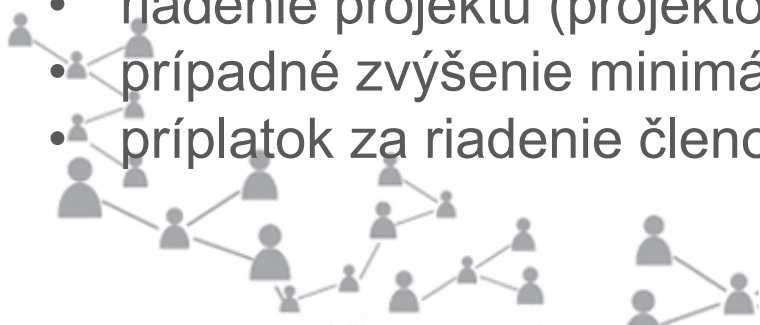 • riadenie projektu (projekto
• prípadné zvýšenie minimá
• príplatok za riadenie členo